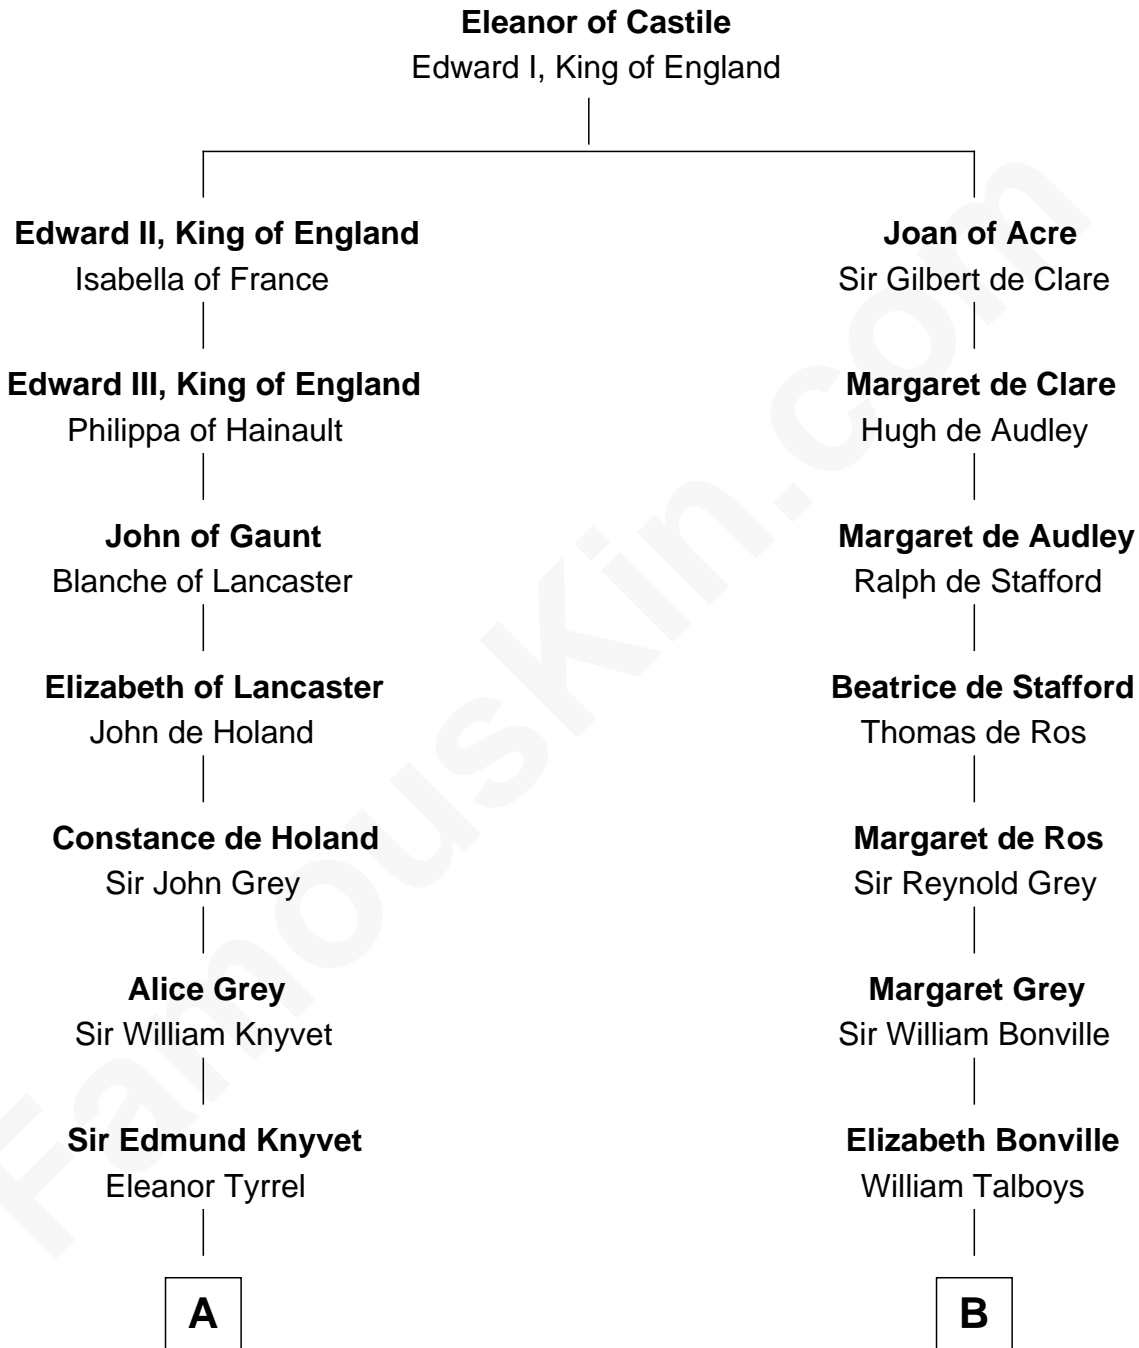 Eleanor of Castile
Edward I, King of England
Edward II, King of England
Isabella of France
Joan of Acre
Sir Gilbert de Clare
Edward III, King of England
Philippa of Hainault
Margaret de Clare
Hugh de Audley
John of Gaunt
Blanche of Lancaster
Margaret de Audley
Ralph de Stafford
Elizabeth of Lancaster
John de Holand
Beatrice de Stafford
Thomas de Ros
Constance de Holand
Sir John Grey
Margaret de Ros
Sir Reynold Grey
Alice Grey
Sir William Knyvet
Margaret Grey
Sir William Bonville
Sir Edmund Knyvet
Eleanor Tyrrel
Elizabeth Bonville
William Talboys
A
B
FamousKin.com